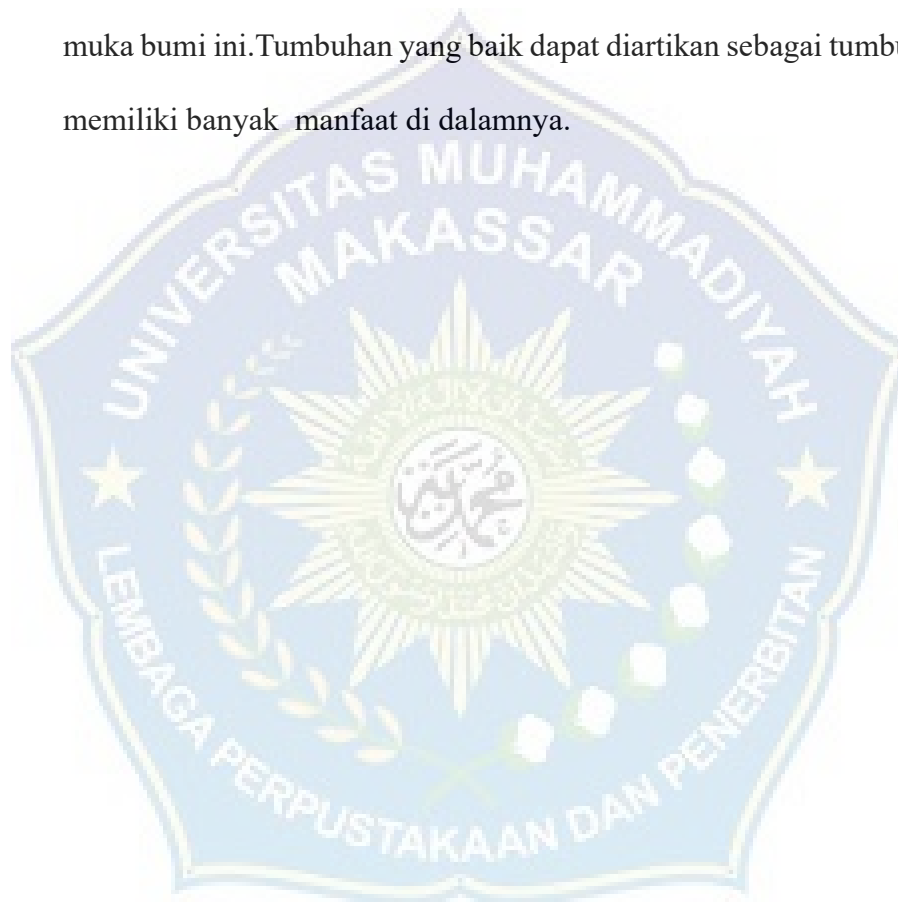 muka bumi ini.Tumbuhan yang baik dapat diartikan sebagai tumbu
memiliki banyak  manfaat di dalamnya.
UNIVERSITAS MUHAMMADIYAH
MAKASSAR
LEMBAGA PERPUSTAKAAN DAN PENERBITAN